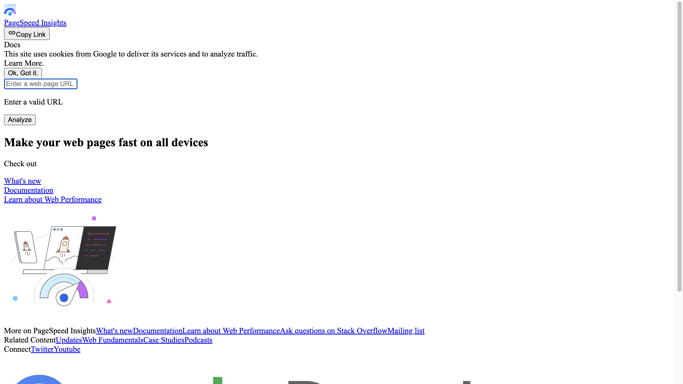 PageSpeed Insights
Copy Link
Docs
This site uses cookies from Google to deliver its services and to analyze traffic.
Learn More.
Ok, Got it.
Enter a web page URL
Enter a valid URL
Analyze
Make your web pages fast on all devices
Check out
What's new
Documentation
Learn about Web Performance
More on PageSpeed InsightsWhat's newDocumentationLearn about Web PerformanceAsk questions on Stack OverflowMailing list
Related ContentUpdatesWeb FundamentalsCase StudiesPodcasts
ConnectTwitterYoutube